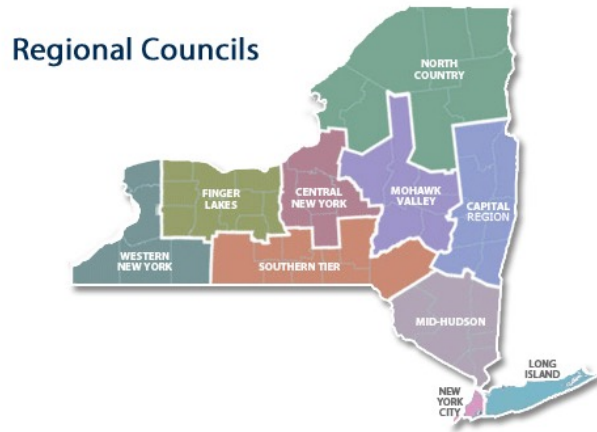 Regional Councils
NORTH
COUNTRY
FINGER
LAKES
CENTRAL
NEW YORK
MOHAWK
VALLEY
CAPITAL
REGION
WESTERN
NEW YORK
SOUTHERN TIER
MID-HUDSON
LONG
ISLAND
NEW
YORK
CITY